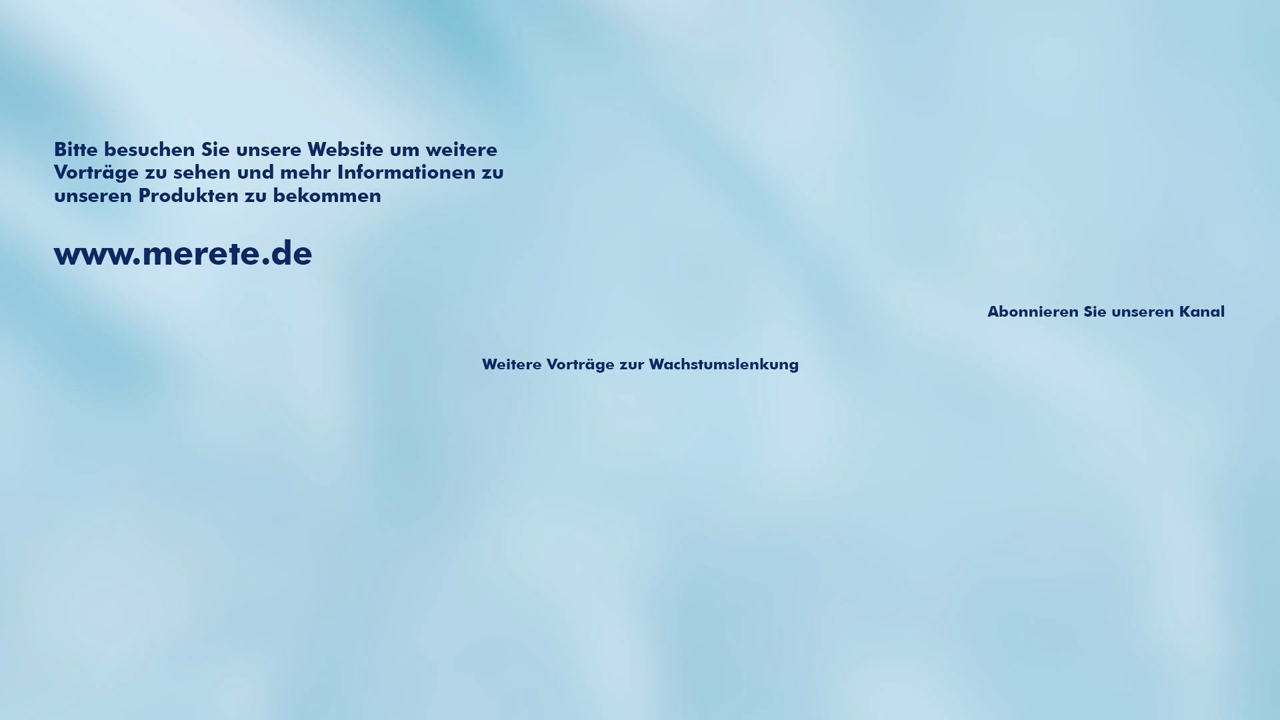 Bitte besuchen Sie unsere Website um weitere
Vorträge zu sehen und mehr Informationen zu
unseren Produkten zu bekommen
www.merete.de
Abonnieren Sie unseren Kanal
Weitere Vorträge zur Wachstumslenkung